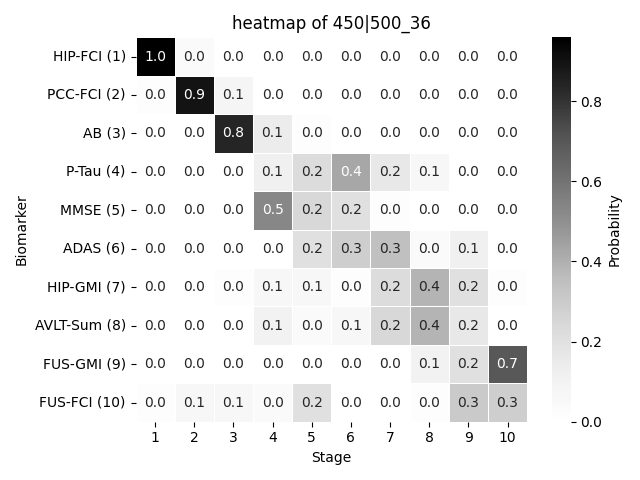 heatmap of 450|500_36
HIP-FCI (1) 1.0 0.0 0.0 0.0 0.0 0.0 0.0 0.0 0.0 0.0
PCC-FCI (2) 0.0 0.9 0.1 0.0 0.0 0.0 0.0 0.0 0.0 0.0
AB (3) 0.0 0.0 0.8 0.1 0.0 0.0 0.0 0.0 0.0 0.0
P-Tau (4) 0.0 0.0 0.0 0.1 0.2 0.4 0.2 0.1 0.0 0.0
MMSE (5) 0.0 0.0 0.0 0.5 0.2 0.2 0.0 0.0 0.0 0.0
ADAS (6) 0.0 0.0 0.0 0.0 0.2 0.3 0.3 0.0 0.1 0.0
HIP-GMI (7) 0.0 0.0 0.0 0.1 0.1 0.0 0.2 0.4 0.2 0.0
AVLT-Sum (8) 0.0 0.0 0.0 0.1 0.0 0.1 0.2 0.4 0.2 0.0
FUS-GMI (9) 0.0 0.0 0.0 0.0 0.0 0.0 0.0 0.1 0.2 0.7
FUS-FCI (10) 0.0 0.1 0.1 0.0 0.2 0.0 0.0 0.0 0.3 0.3
1 2 3 4 5 6 7 8 9 10
Stage
Biomarker
0.8
0.6
0.4
0.2
0.0
Probability